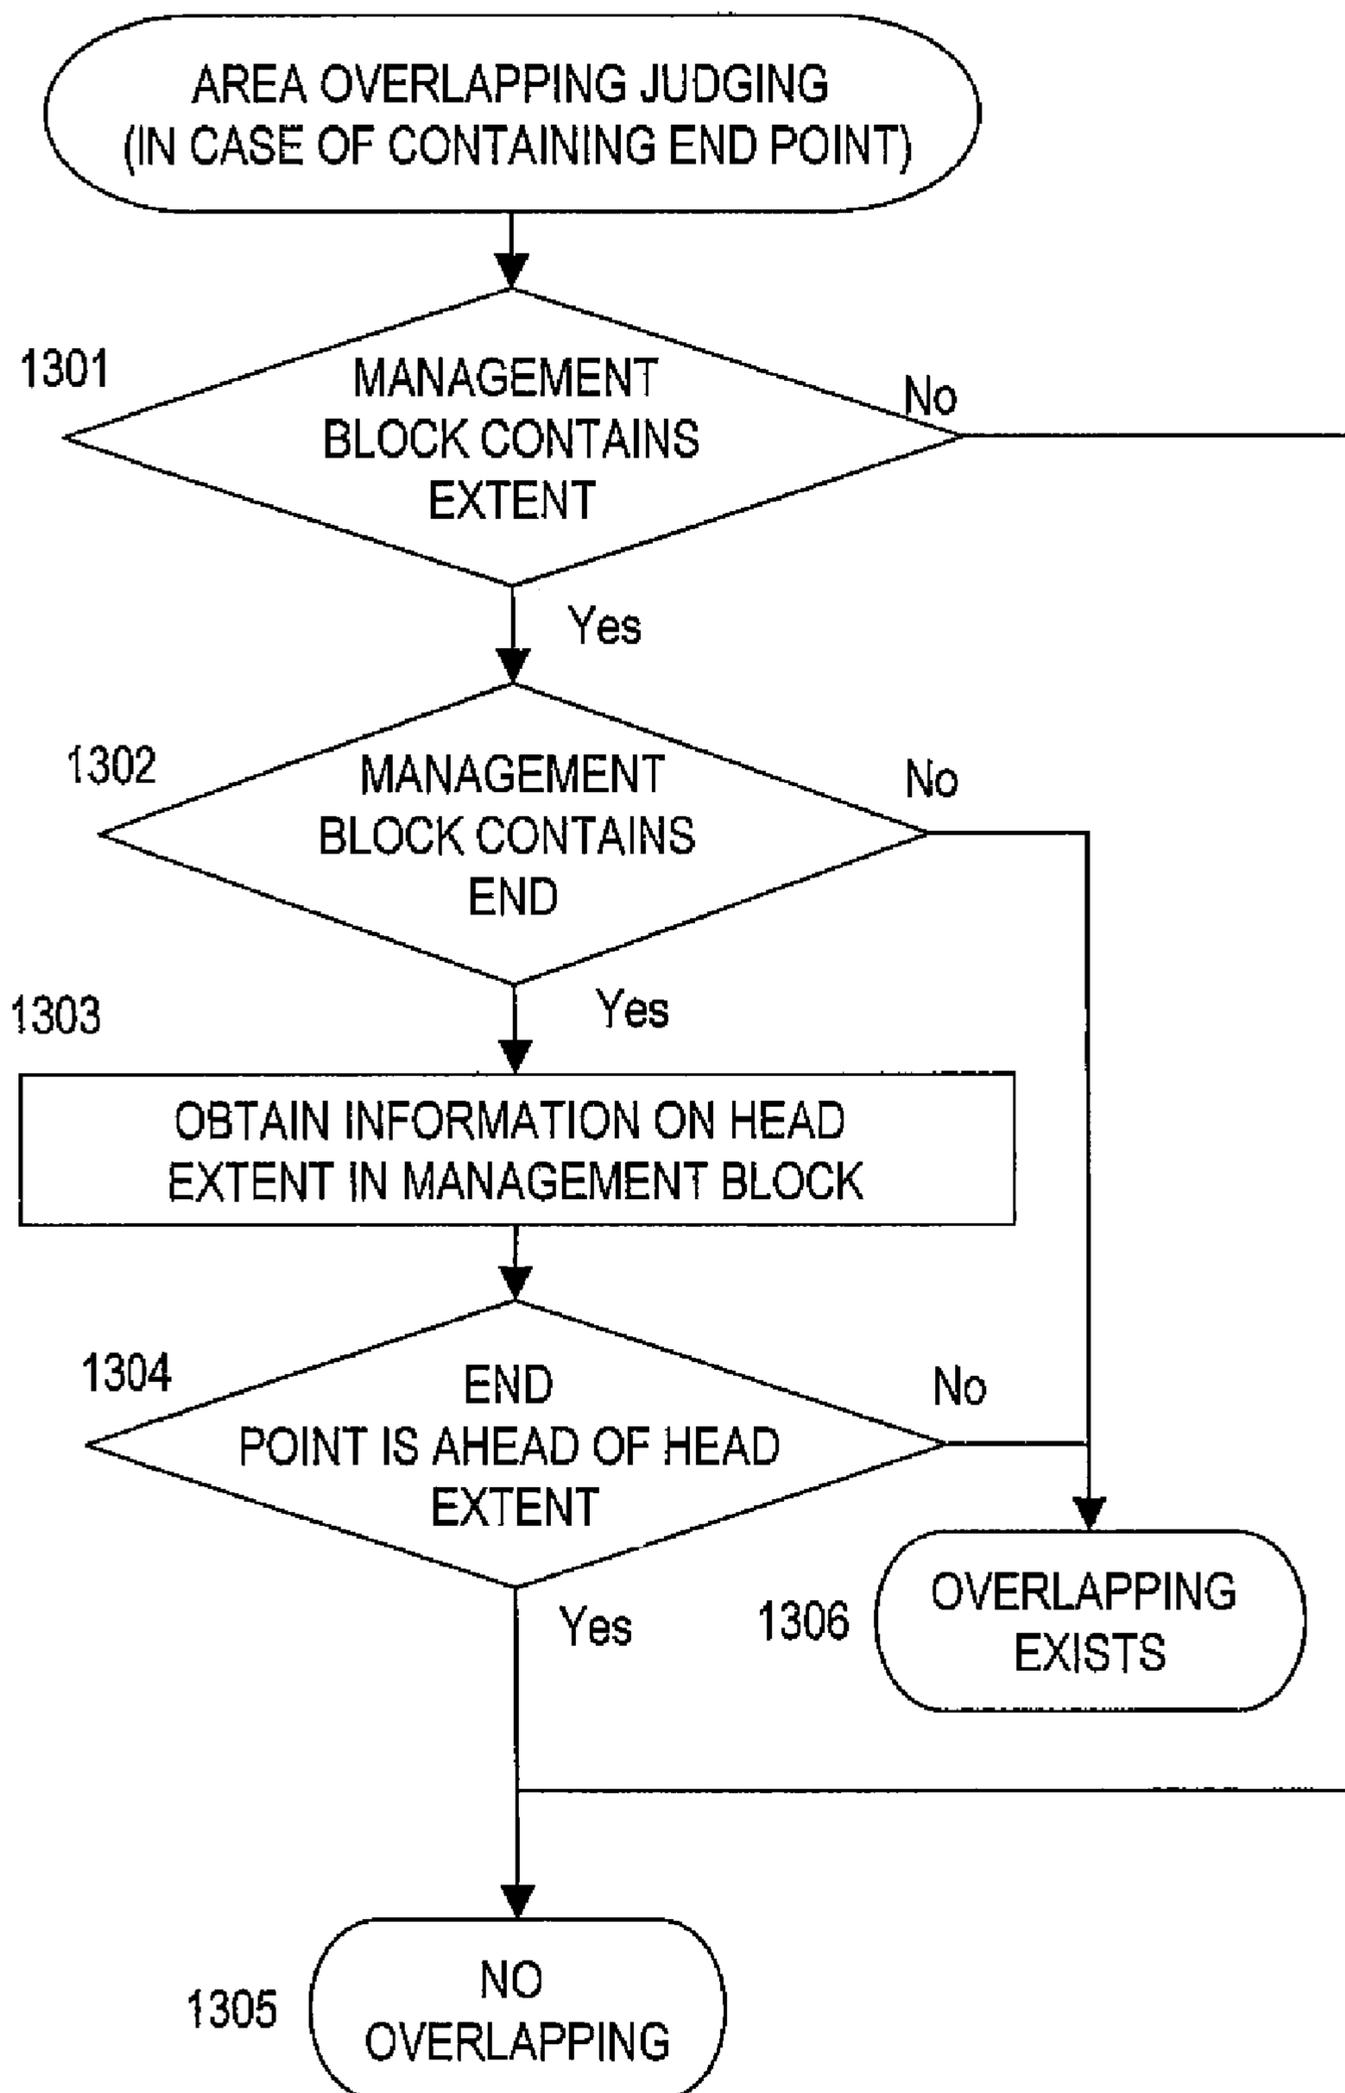 AREA OVERLAPPING JUDGING
(IN CASE OF CONTAINING END POINT)
1301
MANAGEMENT
BLOCK CONTAINS
EXTENT
No
Yes
1302
MANAGEMENT
BLOCK CONTAINS
END
No
Yes
1303
OBTAIN INFORMATION ON HEAD
EXTENT IN MANAGEMENT BLOCK
1304
END
POINT IS AHEAD OF HEAD
EXTENT
No
Yes
1306
OVERLAPPING
EXISTS
1305
NO
OVERLAPPING